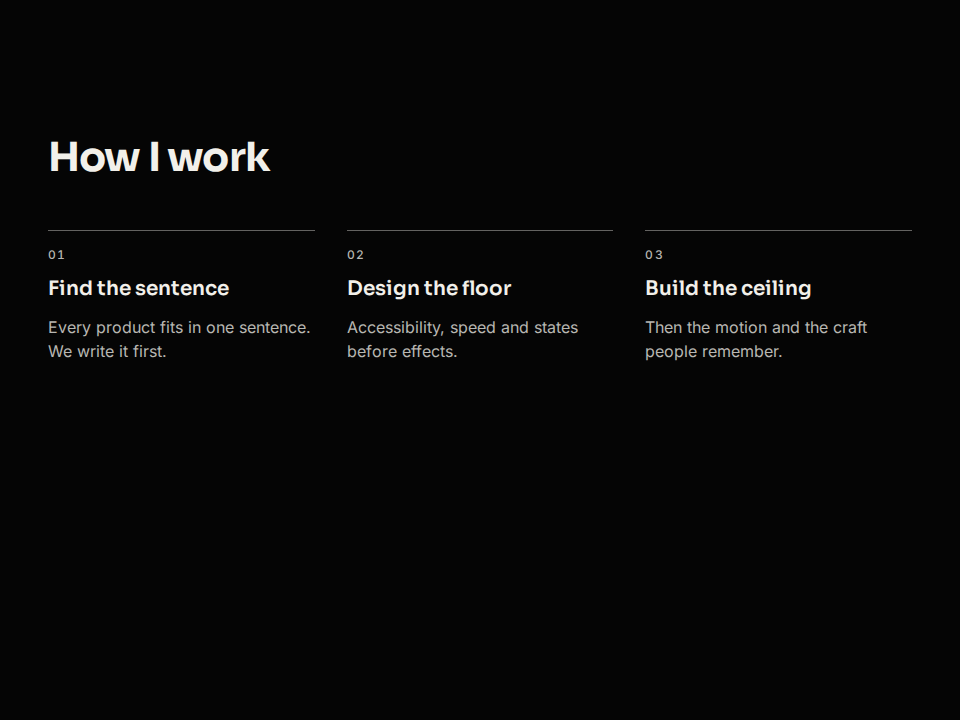 How I work
01
Find the sentence
Every product fits in one sentence.
We write it first.
02
Design the floor
Accessibility, speed and states
before effects.
03
Build the ceiling
Then the motion and the craft
people remember.